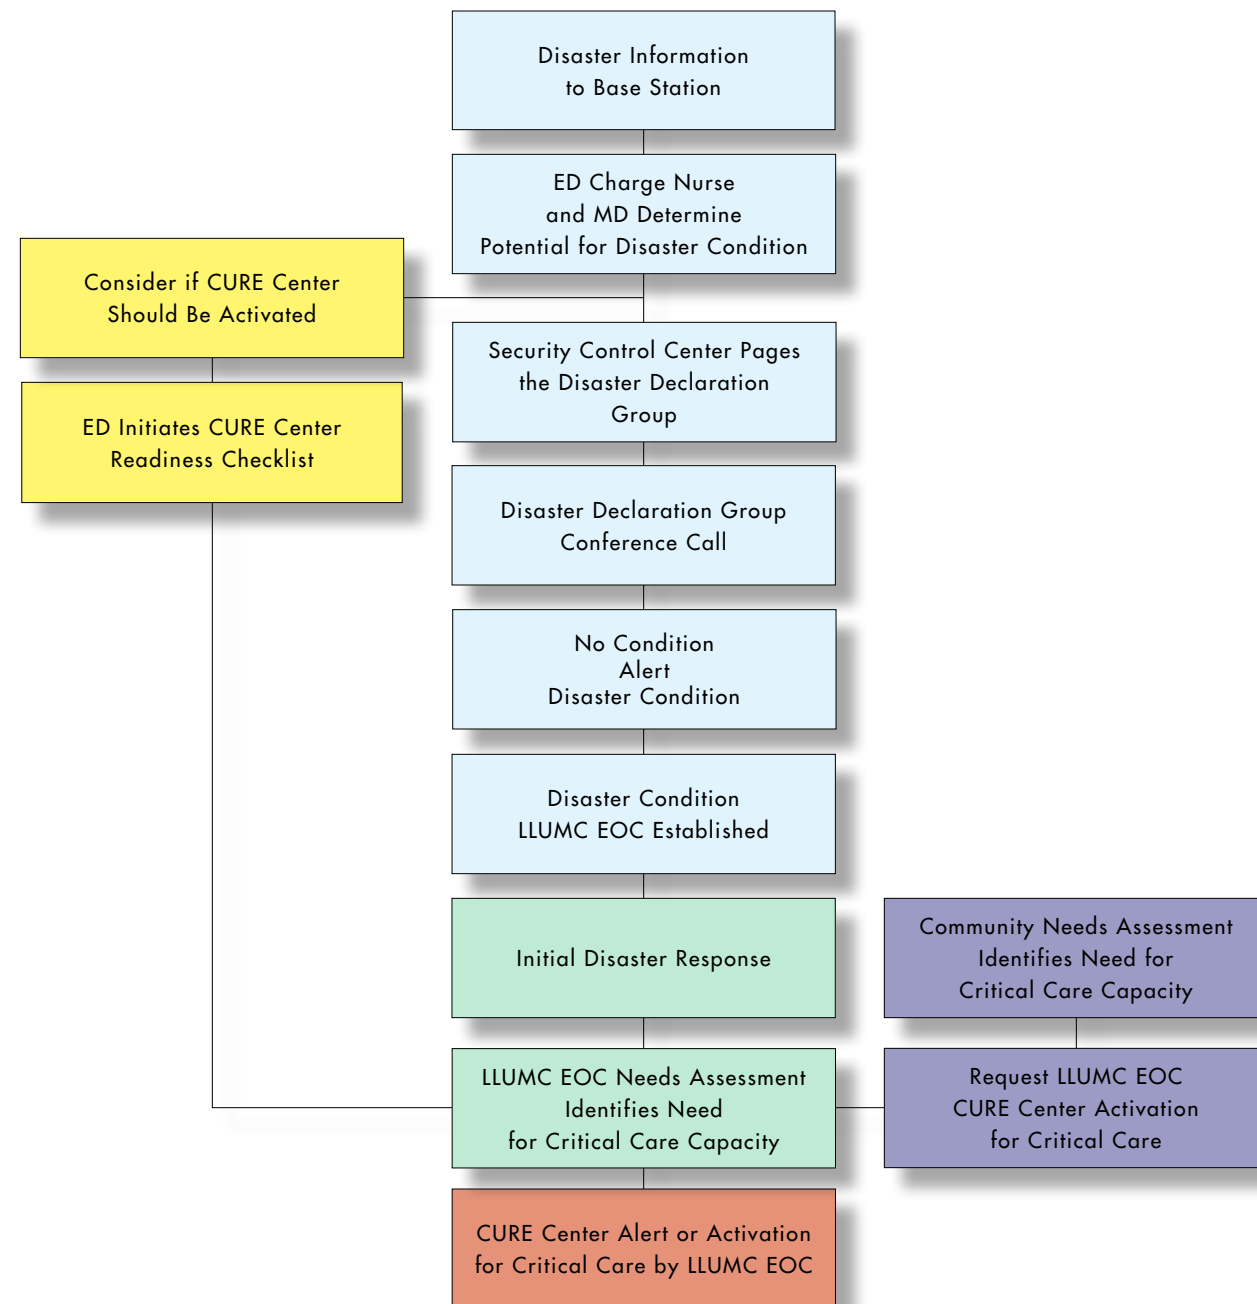 Disaster Information
to Base Station
ED Charge Nurse
and MD Determine
Potential for Disaster Condition
Consider if CURE Center
Should Be Activated
Security Control Center Pages
the Disaster Declaration
Group
ED Initiates CURE Center
Readiness Checklist
Disaster Declaration Group
Conference Call
No Condition
Alert
Disaster Condition
Disaster Condition
LLUMC EOC Established
Initial Disaster Response
Community Needs Assessment
Identifies Need for
Critical Care Capacity
LLUMC EOC Needs Assessment
Identifies Need
for Critical Care Capacity
Request LLUMC EOC
CURE Center Activation
for Critical Care
CURE Center Alert or Activation
for Critical Care by LLUMC EOC